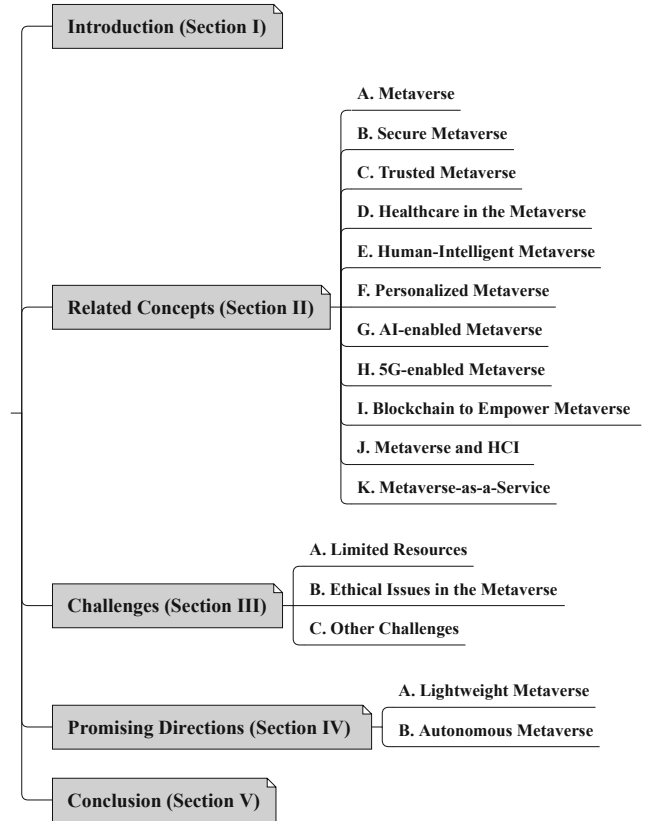 Introduction (Section I)
Related Concepts (Section II)
A. Metaverse
B. Secure Metaverse
C. Trusted Metaverse
D. Healthcare in the Metaverse
E. Human-Intelligent Metaverse
F. Personalized Metaverse
G. AI-enabled Metaverse
H. 5G-enabled Metaverse
I. Blockchain to Empower Metaverse
J. Metaverse and HCI
K. Metaverse-as-a-Service
Challenges (Section III)
A. Limited Resources
B. Ethical Issues in the Metaverse
C. Other Challenges
Promising Directions (Section IV)
A. Lightweight Metaverse
B. Autonomous Metaverse
Conclusion (Section V)